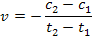 v = − (c₂ − c₁) / (t₂ − t₁)